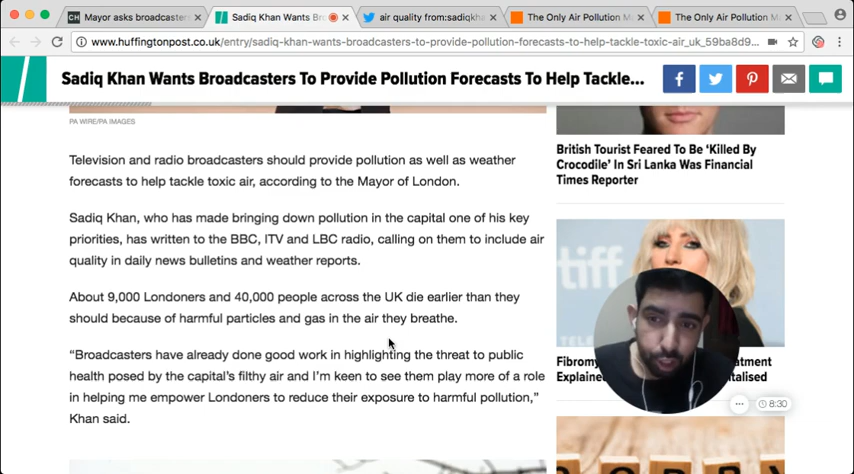 CH Mayor asks broadcaster
Sadiq Khan Wants Br
air quality from:sadiqkh
The Only Air Pollution M
The Only Air Pollution M
www.huffingtonpost.co.uk/entry/sadiq-khan-wants-broadcasters-to-provide-pollution-forecasts-to-help-tackle-toxic-air_uk_59ba8d9...
Sadiq Khan Wants Broadcasters To Provide Pollution Forecasts To Help Tackle...
PA WIRE/PA IMAGES
Television and radio broadcasters should provide pollution as well as weather
forecasts to help tackle toxic air, according to the Mayor of London.
Sadiq Khan, who has made bringing down pollution in the capital one of his key
priorities, has written to the BBC, ITV and LBC radio, calling on them to include air
quality in daily news bulletins and weather reports.
About 9,000 Londoners and 40,000 people across the UK die earlier than they
should because of harmful particles and gas in the air they breathe.
“Broadcasters have already done good work in highlighting the threat to public
health posed by the capital’s filthy air and I’m keen to see them play more of a role
in helping me empower Londoners to reduce their exposure to harmful pollution,”
Khan said.
British Tourist Feared To Be ‘Killed By
Crocodile’ In Sri Lanka Was Financial
Times Reporter
tiff
Fibromy
Explained
8:30